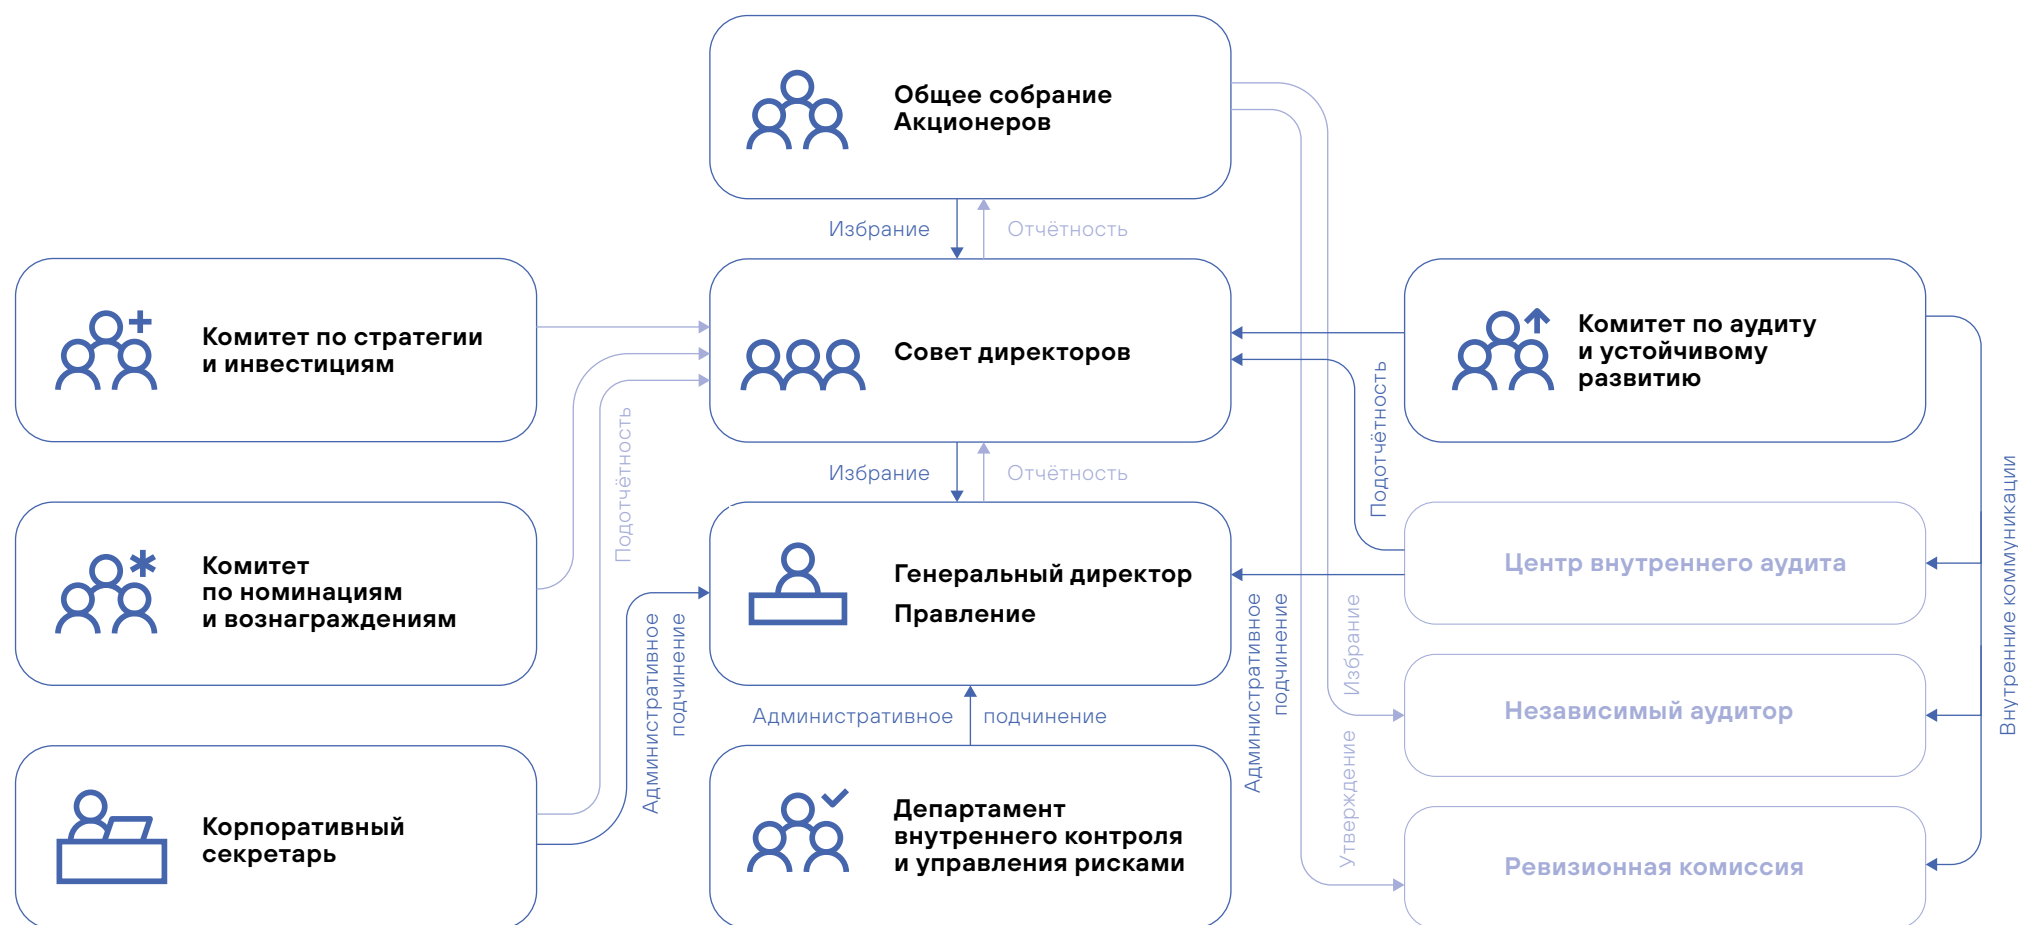 Общее собрание
Акционеров
Избрание
Отчётность
Комитет по стратегии
и инвестициям
Совет директоров
Комитет по аудиту
и устойчивому
развитию
Подотчётность
Подотчётность
Избрание
Отчётность
Комитет
по номинациям
и вознаграждениям
Генеральный директор
Правление
Центр внутреннего аудита
Внутренние коммуникации
Административное
подчинение
Административное
подчинение
Избрание
Независимый аудитор
Административное подчинение
Утверждение
Корпоративный
секретарь
Департамент
внутреннего контроля
и управления рисками
Ревизионная комиссия